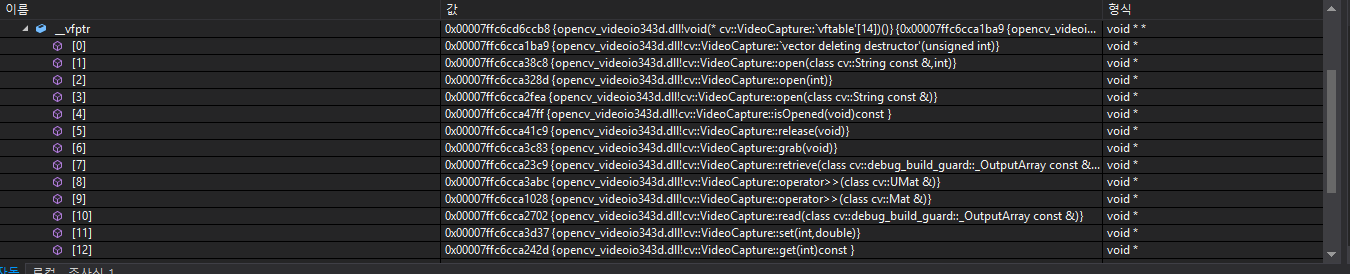 이름 값 형식
__vfptr 0x00007ffc6cd6ccb8 {opencv_videoio343d.dll!void(* cv::VideoCapture::`vftable'[14])()} {0x00007ffc6cca1ba9 {opencv_videoi... void * *
[0] 0x00007ffc6cca1ba9 {opencv_videoio343d.dll!cv::VideoCapture::`vector deleting destructor'(unsigned int)} void *
[1] 0x00007ffc6cca38c8 {opencv_videoio343d.dll!cv::VideoCapture::open(class cv::String const &,int)} void *
[2] 0x00007ffc6cca328d {opencv_videoio343d.dll!cv::VideoCapture::open(int)} void *
[3] 0x00007ffc6cca2fea {opencv_videoio343d.dll!cv::VideoCapture::open(class cv::String const &)} void *
[4] 0x00007ffc6cca47ff {opencv_videoio343d.dll!cv::VideoCapture::isOpened(void)const } void *
[5] 0x00007ffc6cca41c9 {opencv_videoio343d.dll!cv::VideoCapture::release(void)} void *
[6] 0x00007ffc6cca3c83 {opencv_videoio343d.dll!cv::VideoCapture::grab(void)} void *
[7] 0x00007ffc6cca23c9 {opencv_videoio343d.dll!cv::VideoCapture::retrieve(class cv::debug_build_guard::_OutputArray const &... void *
[8] 0x00007ffc6cca3abc {opencv_videoio343d.dll!cv::VideoCapture::operator>>(class cv::UMat &)} void *
[9] 0x00007ffc6cca1028 {opencv_videoio343d.dll!cv::VideoCapture::operator>>(class cv::Mat &)} void *
[10] 0x00007ffc6cca2702 {opencv_videoio343d.dll!cv::VideoCapture::read(class cv::debug_build_guard::_OutputArray const &)} void *
[11] 0x00007ffc6cca3d37 {opencv_videoio343d.dll!cv::VideoCapture::set(int,double)} void *
[12] 0x00007ffc6cca242d {opencv_videoio343d.dll!cv::VideoCapture::get(int)const } void *